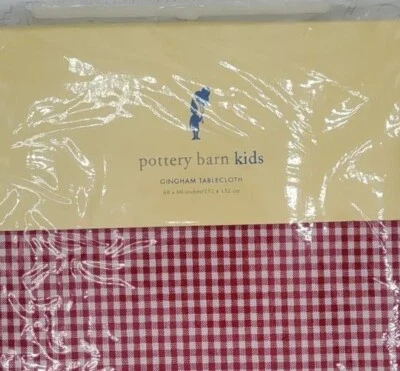 pottery barn kids
GINGHAM TABLECLOTH